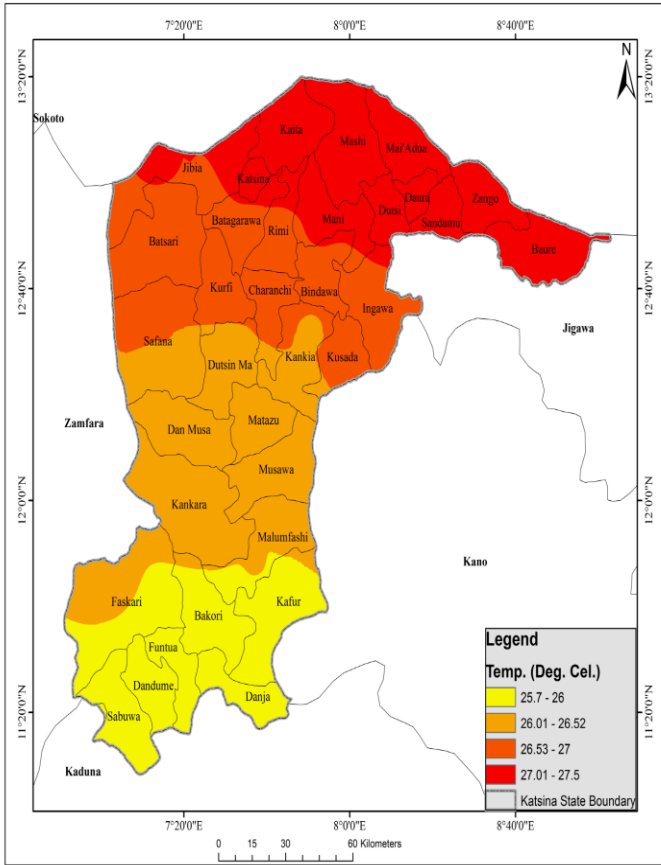 7°20'0"E 8°0'0"E 8°40'0"E
N
13°20'0"N 13°20'0"N
Sokoto
Kaita
Mashi
Mai'Adua
Jibia
Katsina
Daura
Zango
Batagarawa
Mani
Dutsi
Sandamu
Rimi
Batsari
Baure
Kurfi
Charanchi
Bindawa
12°40'0"N 12°40'0"N
Ingawa
Jigawa
Safana
Kankia
Kusada
Dutsin Ma
Zamfara
Matazu
Dan Musa
Musawa
Kankara
12°0'0"N 12°0'0"N
Malumfashi
Kano
Faskari
Kafur
Bakori
Funtua
Dandume
Danja
Sabuwa
11°20'0"N 11°20'0"N
Kaduna
Legend
Temp. (Deg. Cel.)
25.7 - 26
26.01 - 26.52
26.53 - 27
27.01 - 27.5
Katsina State Boundary
7°20'0"E 8°0'0"E 8°40'0"E
0 15 30 60 Kilometers